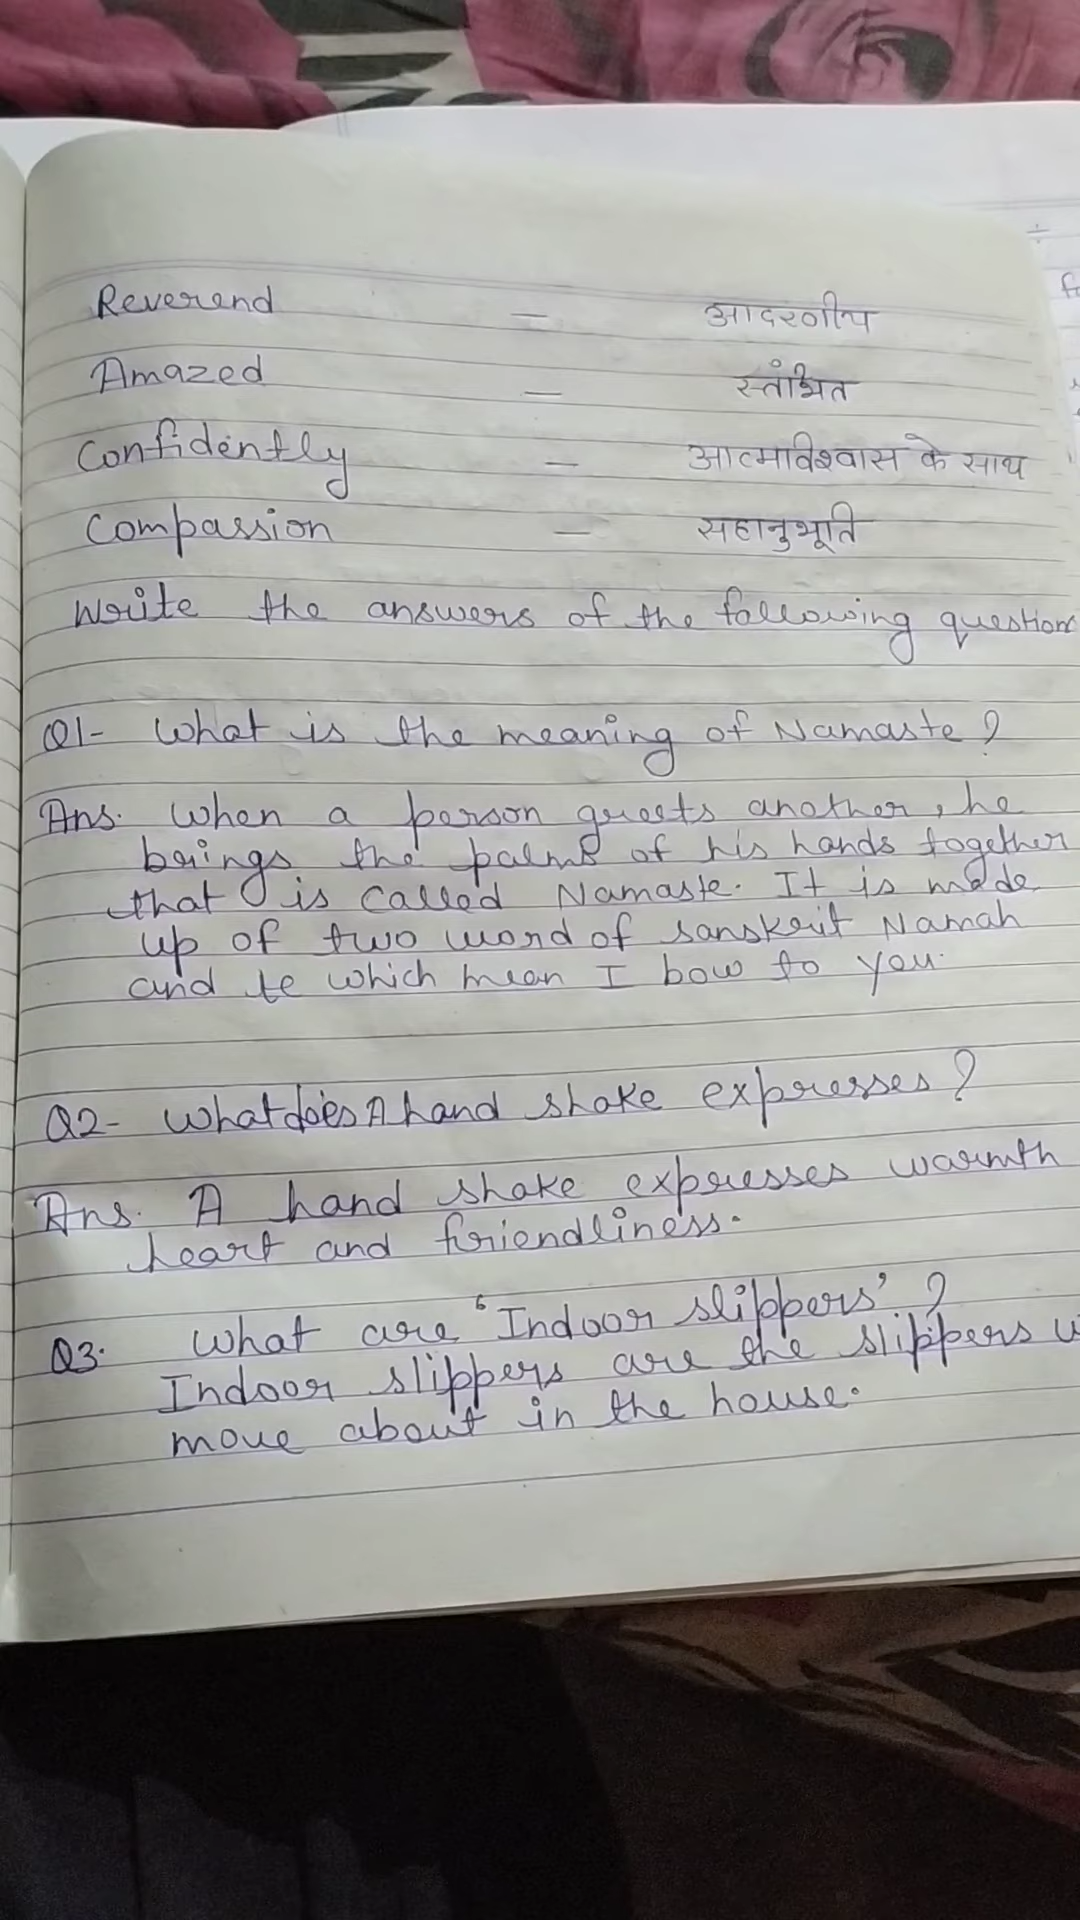 Reverend — आदरणीय
Amazed — स्तंभित
Confidently — आत्मविश्वास के साथ
Compassion — सहानुभूति
Write the answers of the following question
Q1- What is the meaning of Namaste?
Ans. When a person greets another, he
brings the palms of his hands together
that is called Namaste. It is made
up of two word of sanskrit Namah
and te which mean I bow to you.
Q2- What does A hand shake expresses?
Ans. A hand shake expresses warmth
heart and friendliness.
Q3. What are 'Indoor slippers'?
Indoor slippers are the slippers
move about in the house.